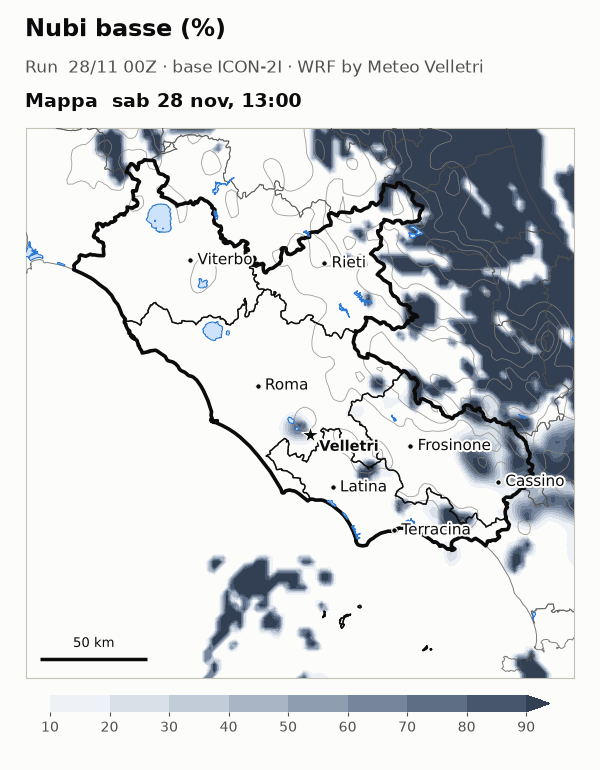 Nubi basse (%)
Run 28/11 00Z · base ICON-2I · WRF by Meteo Velletri
Mappa sab 28 nov, 13:00
Viterbo
Rieti
Roma
Velletri
Frosinone
Cassino
Latina
Terracina
50 km
10 20 30 40 50 60 70 80 90